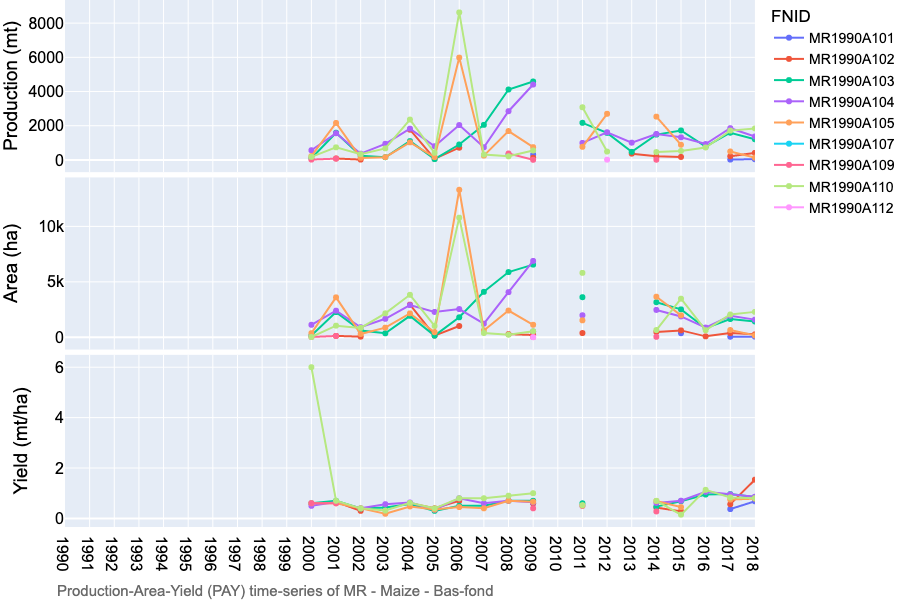 FNID
MR1990A101
MR1990A102
MR1990A103
MR1990A104
MR1990A105
MR1990A107
MR1990A109
MR1990A110
MR1990A112
Production (mt)
8000
6000
4000
2000
0
Area (ha)
10k
5k
0
Yield (mt/ha)
6
4
2
0
1990 1991 1992 1993 1994 1995 1996 1997 1998 1999 2000 2001 2002 2003 2004 2005 2006 2007 2008 2009 2010 2011 2012 2013 2014 2015 2016 2017 2018
Production-Area-Yield (PAY) time-series of MR - Maize - Bas-fond